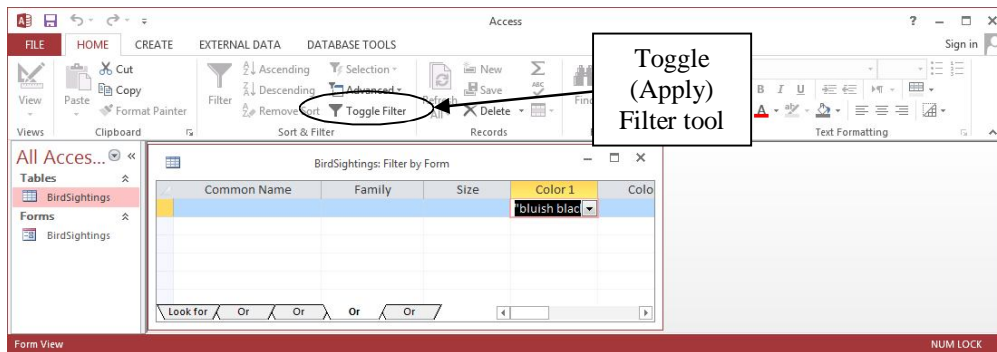 Access
FILE HOME CREATE EXTERNAL DATA DATABASE TOOLS Sign in
Cut
Copy
Format Painter
View
Paste
Views
Clipboard
Filter
Ascending
Descending
Remove Sort
Selection
Advanced
Toggle Filter
Sort & Filter
All
New
Save
Delete
Records
Toggle
(Apply)
Filter tool
B I U
Text Formatting
All Acces...
Tables
BirdSightings
Forms
BirdSightings
BirdSightings: Filter by Form
Common Name Family Size Color 1 Colo
"bluish blac
Look for Or Or Or Or
Form View NUM LOCK